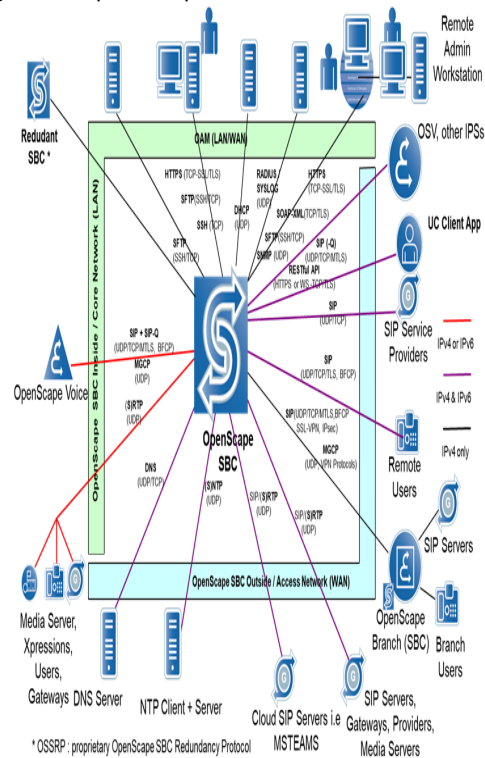 Remote
Admin
Workstation
Redudant
SBC *
OAM (LAN/WAN)
OSV, other IPSs
HTTPS (TCP-SSL/TLS)
RADIUS
SYSLOG
(UDP)
HTTPS
(TCP-SSL/TLS)
SFTP(SSH/TCP)
DHCP
(UDP)
SOAP-XML(TCP/TLS)
SSH (TCP)
SFTP(SSH/TCP)
SFTP
(SSH/TCP)
SNMP (UDP)
SIP (-Q)
(UDP/TCP/MTLS)
RESTful API
(HTTPS or WS, TCP/TLS)
UC Client App
SIP
(UDP/TCP)
SIP Service
Providers
OpenScape SBC Inside / Core Network (LAN)
SIP + SIP-Q
(UDP/TCP/MTLS, BFCP)
MGCP
(UDP)
(S)RTP
(UDP)
OpenScape Voice
OpenScape
SBC
SIP
(UDP/TCP/TLS, BFCP)
IPv4 or IPv6
IPv4 & IPv6
IPv4 only
SIP(UDP/TCP/MTLS,BFCP
SSL-VPN, IPsec)
MGCP
(UDP, VPN Protocols)
Remote
Users
DNS
(UDP/TCP)
(S)NTP
(UDP)
SIP/(S)RTP
(UDP)
SIP/(S)RTP
(UDP)
SIP Servers
OpenScape SBC Outside / Access Network (WAN)
OpenScape
Branch (SBC)
Branch
Users
Media Server,
Xpressions,
Users,
Gateways
DNS Server
NTP Client + Server
Cloud SIP Servers i.e
MSTEAMS
SIP Servers,
Gateways, Providers,
Media Servers
* OSSRP : proprietary OpenScape SBC Redundancy Protocol